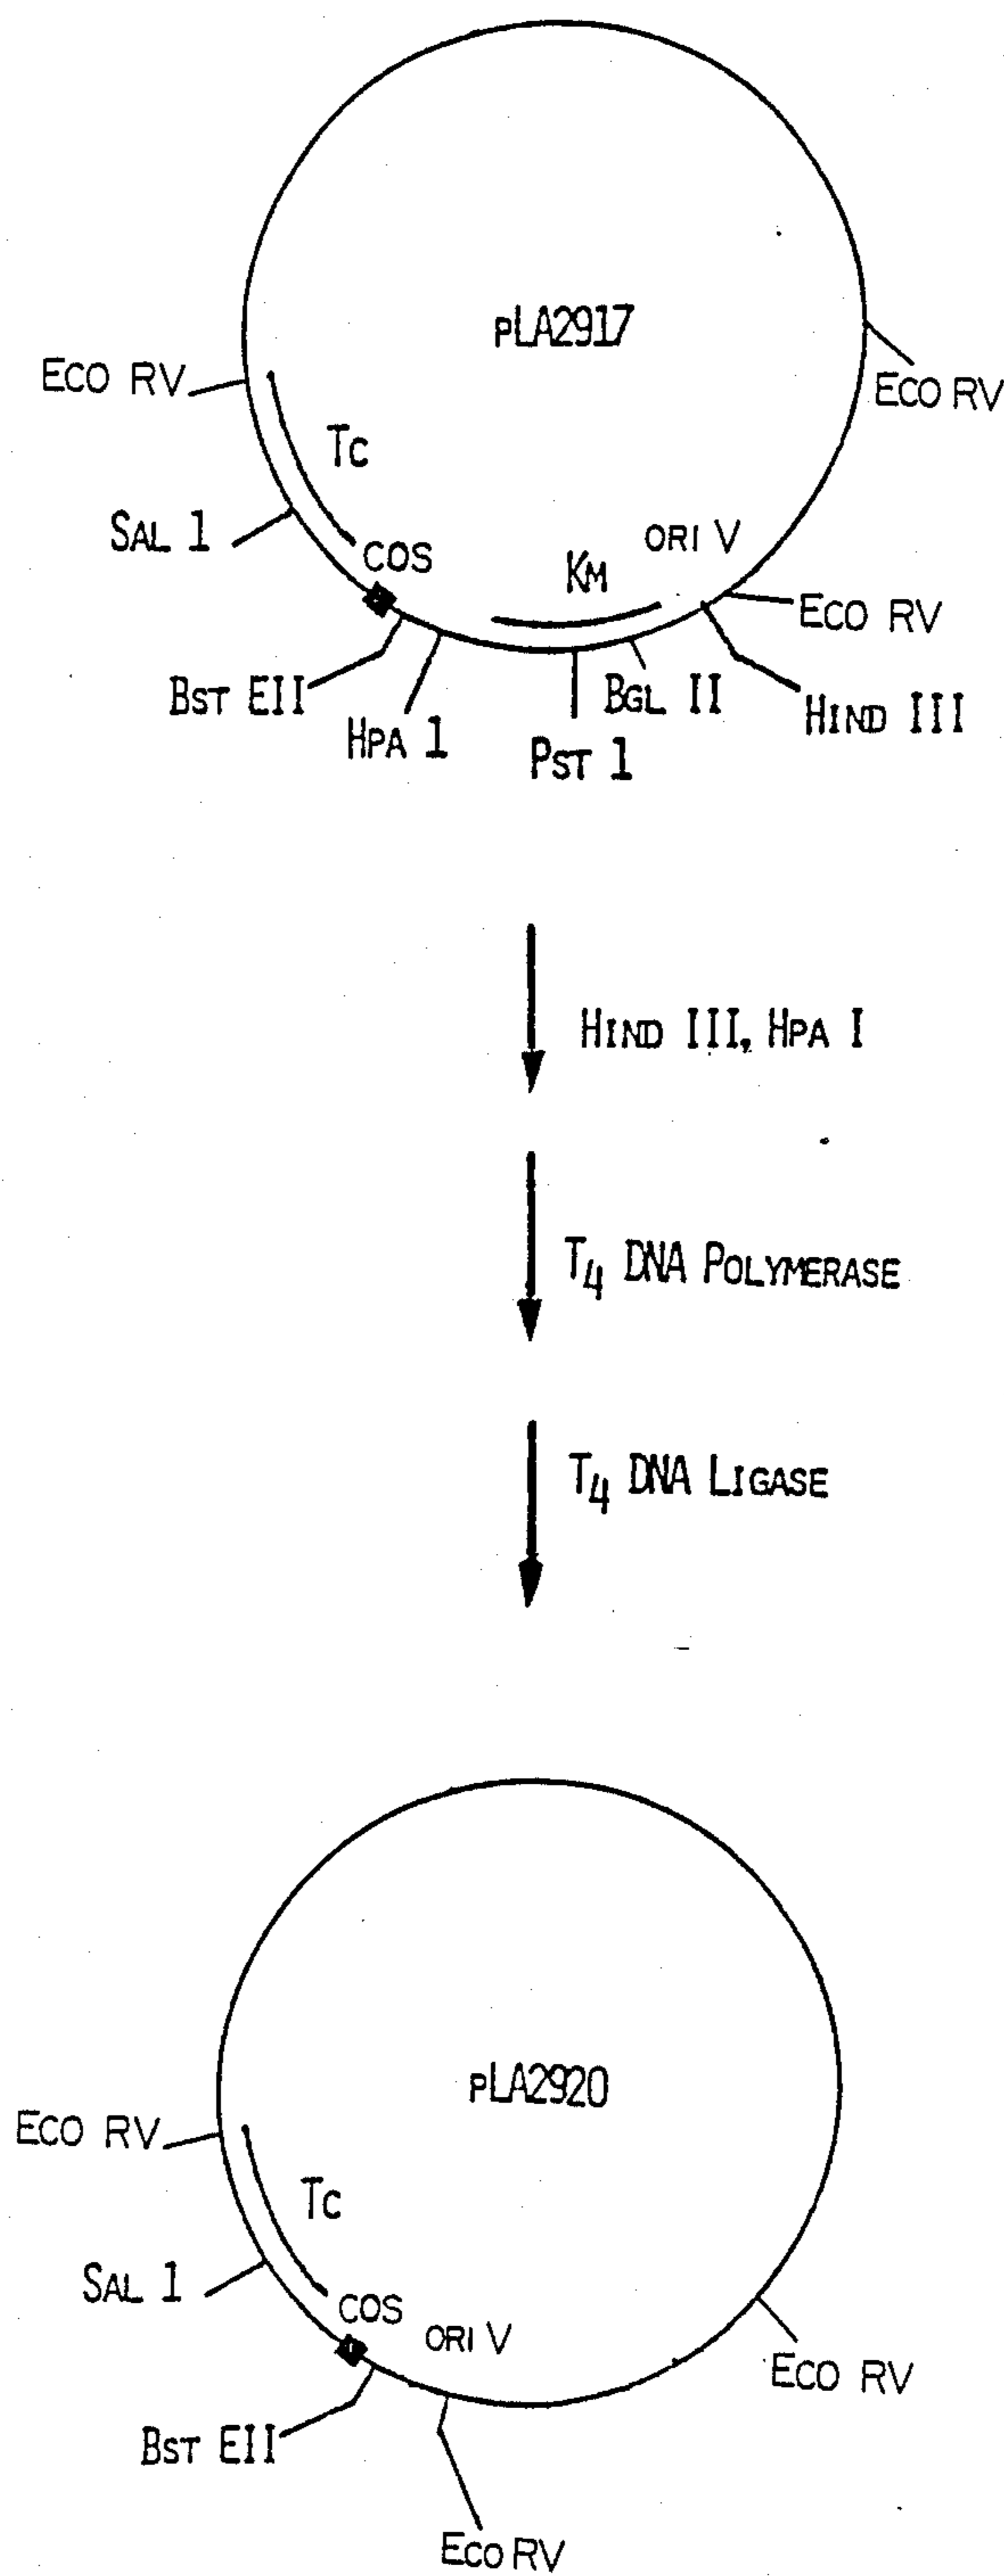 pLA2917
Eco RV
Eco RV
Tc
Sal 1
cos
ori V
Km
Eco RV
Bst EII
Hpa 1
Pst 1
Bgl II
Hind III
Hind III, Hpa I
T4 DNA Polymerase
T4 DNA Ligase
pLA2920
Eco RV
Tc
Sal 1
cos
ori V
Eco RV
Bst EII
Eco RV